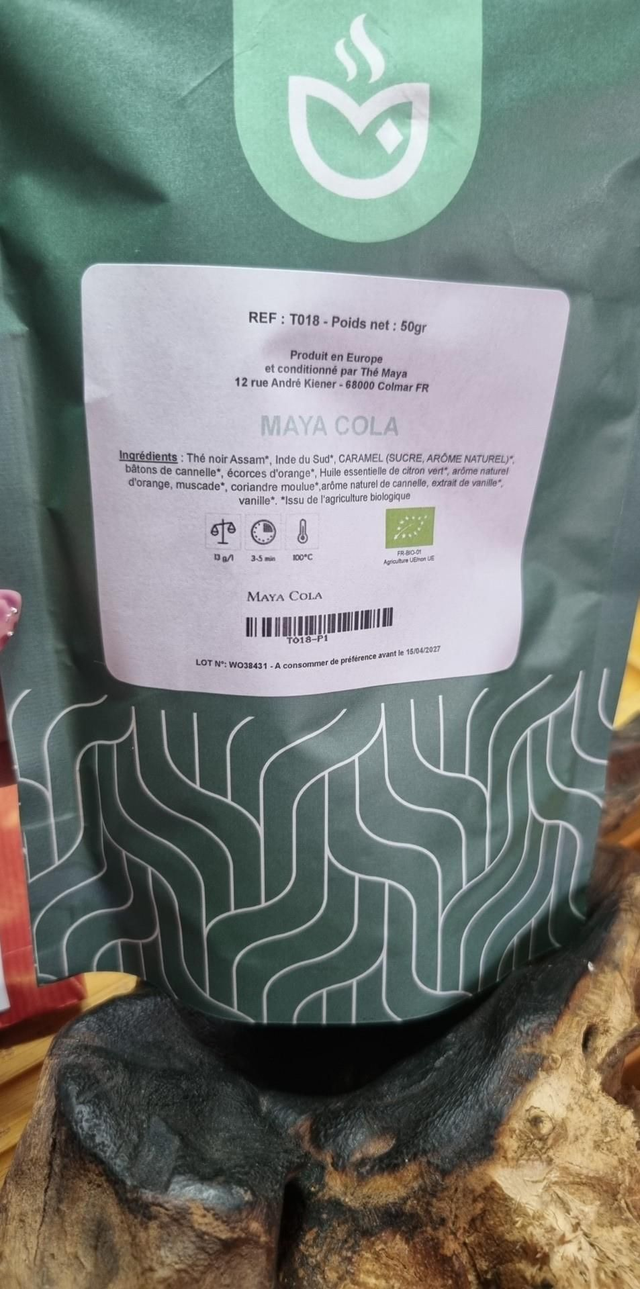 REF : T018 - Poids net : 50gr
Produit en Europe
et conditionné par Thé Maya
12 rue André Kiener - 68000 Colmar FR
MAYA COLA
Ingrédients : Thé noir Assam*, Inde du Sud*, CARAMEL (SUCRE, ARÔME NATUREL)*,
bâtons de cannelle*, écorces d'orange*, Huile essentielle de citron vert*, arôme naturel
d'orange, muscade*, coriandre moulue*,arôme naturel de cannelle, extrait de vanille*,
vanille*. *Issu de l'agriculture biologique
13 g/l 3-5 min 100°C
FR-BIO-01
Agriculture UE/non UE
MAYA COLA
T018-P1
LOT N°: WO38431 - A consommer de préférence avant le 15/04/2027